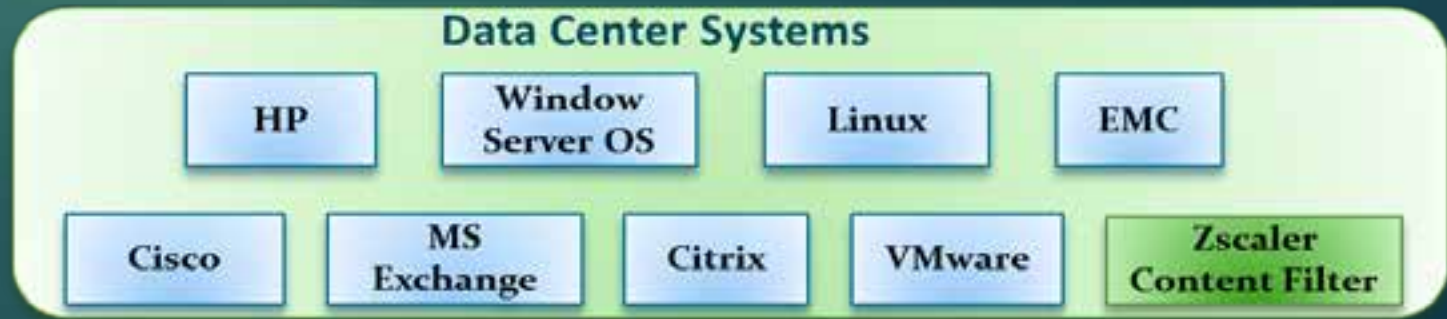 Data Center Systems
HP
Window
Server OS
Linux
EMC
Cisco
MS
Exchange
Citrix
VMware
Zscaler
Content Filter